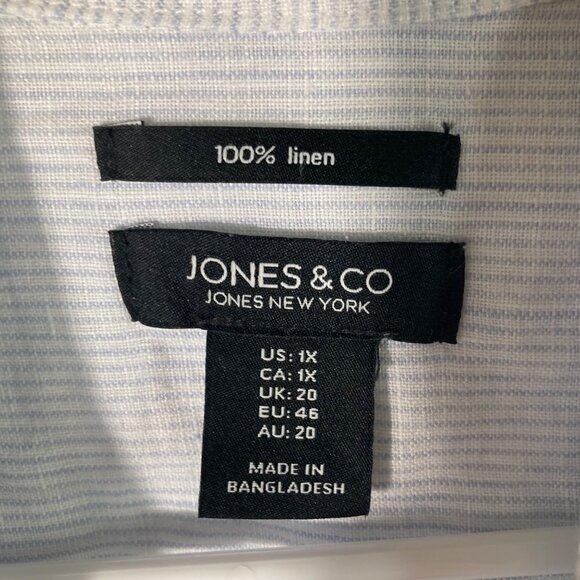 100% linen
JONES & CO
JONES NEW YORK
US: 1X
CA: 1X
UK: 20
EU: 46
AU: 20
MADE IN
BANGLADESH